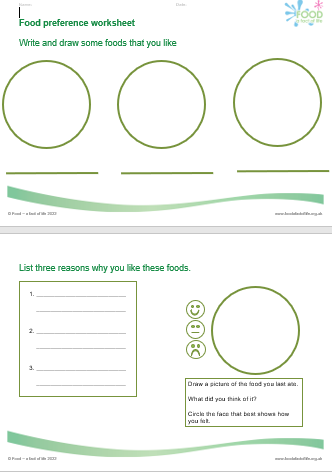 Name:
Date:
FOOD
a fact of life
Food preference worksheet
Write and draw some foods that you like
© Food – a fact of life 2022
www.foodafactoflife.org.uk
List three reasons why you like these foods.
1.
2.
3.
Draw a picture of the food you last ate.
What did you think of it?
Circle the face that best shows how
you felt.
© Food – a fact of life 2022
www.foodafactoflife.org.uk